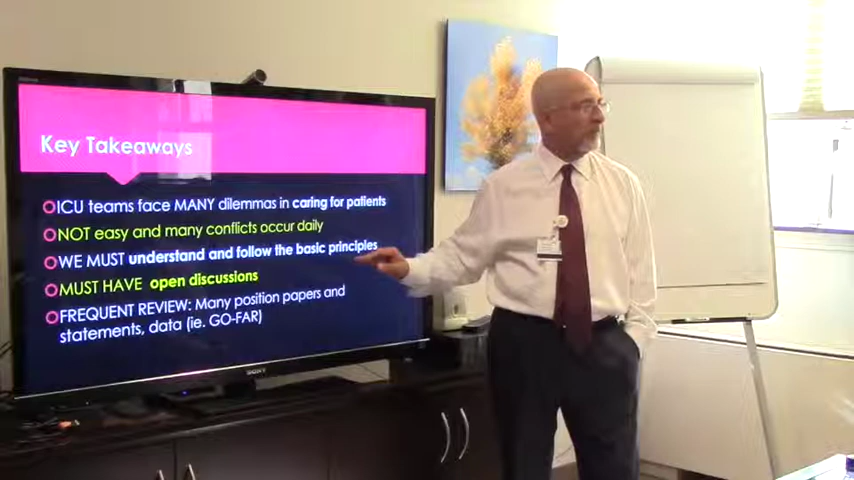 Key Takeaways
ICU teams face MANY dilemmas in caring for patients
NOT easy and many conflicts occur daily
WE MUST understand and follow the basic principles
MUST HAVE open discussions
FREQUENT REVIEW: Many position papers and
statements, data (ie. GO-FAR)
SONY